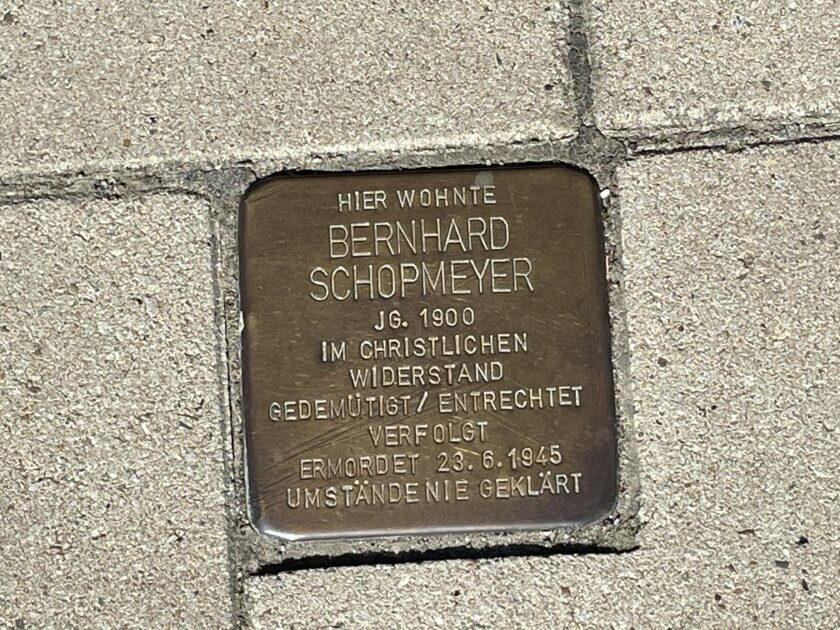 HIER WOHNTE
BERNHARD
SCHOPMEYER
JG. 1900
IM CHRISTLICHEN
WIDERSTAND
GEDEMÜTIGT / ENTRECHTET
VERFOLGT
ERMORDET 23.6.1945
UMSTÄNDE NIE GEKLÄRT